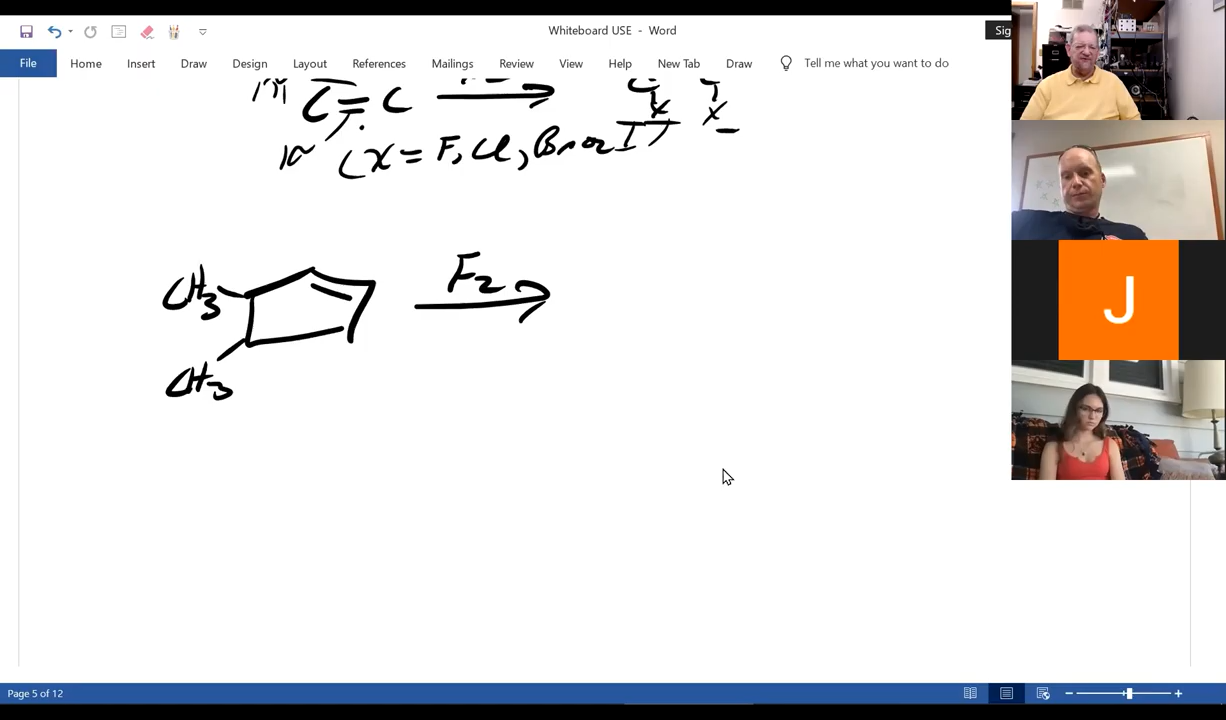 Whiteboard USE - Word
Sig
File Home Insert Draw Design Layout References Mailings Review View Help New Tab Draw Tell me what you want to do
C = C
X X
(X = F, Cl, Br or I)
CH3 F2
CH3
J
Page 5 of 12